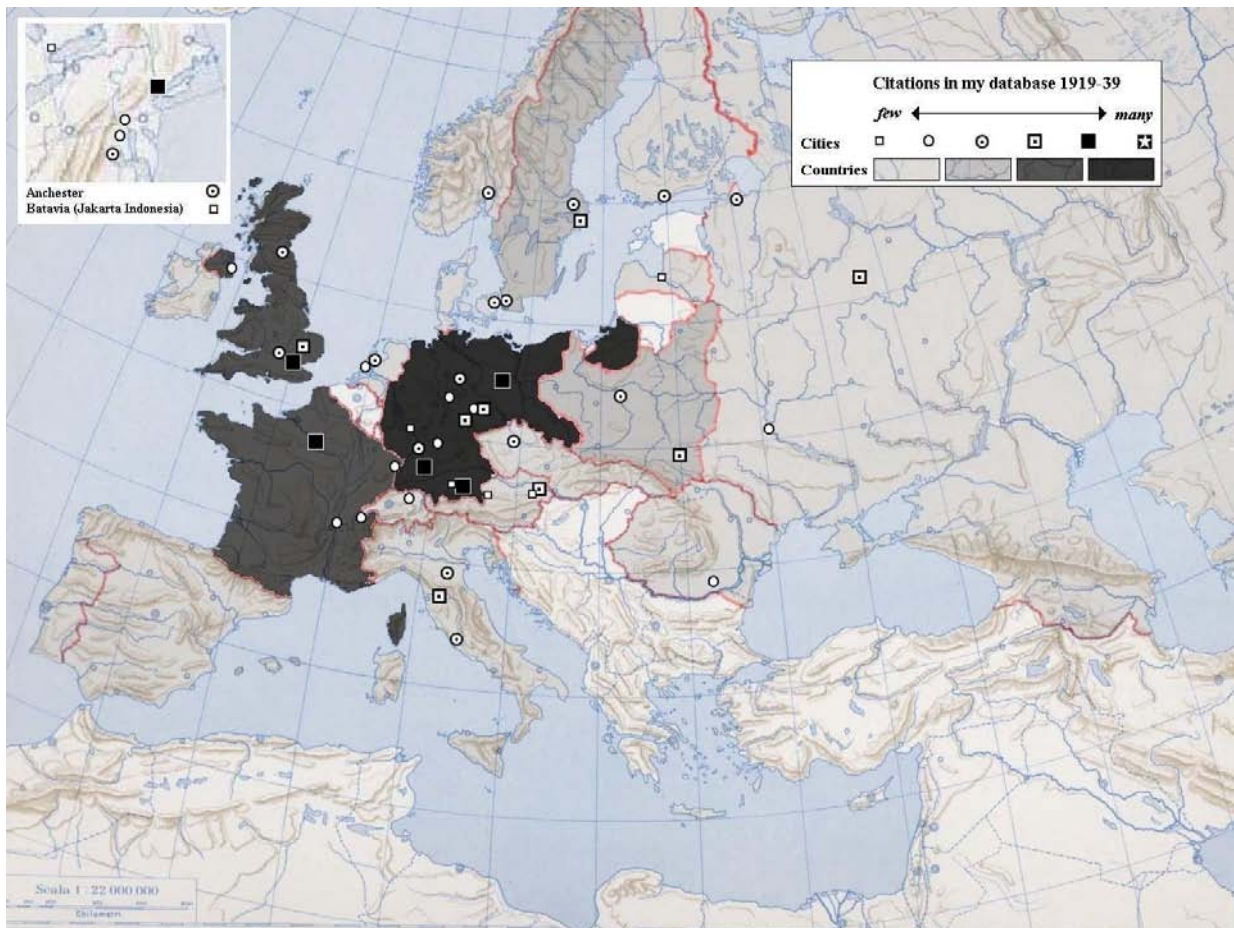 Citations in my database 1919-39
few many
Cities
Countries
Anchester
Batavia (Jakarta Indonesia)
Scala 1 : 22 000 000
Chilometri